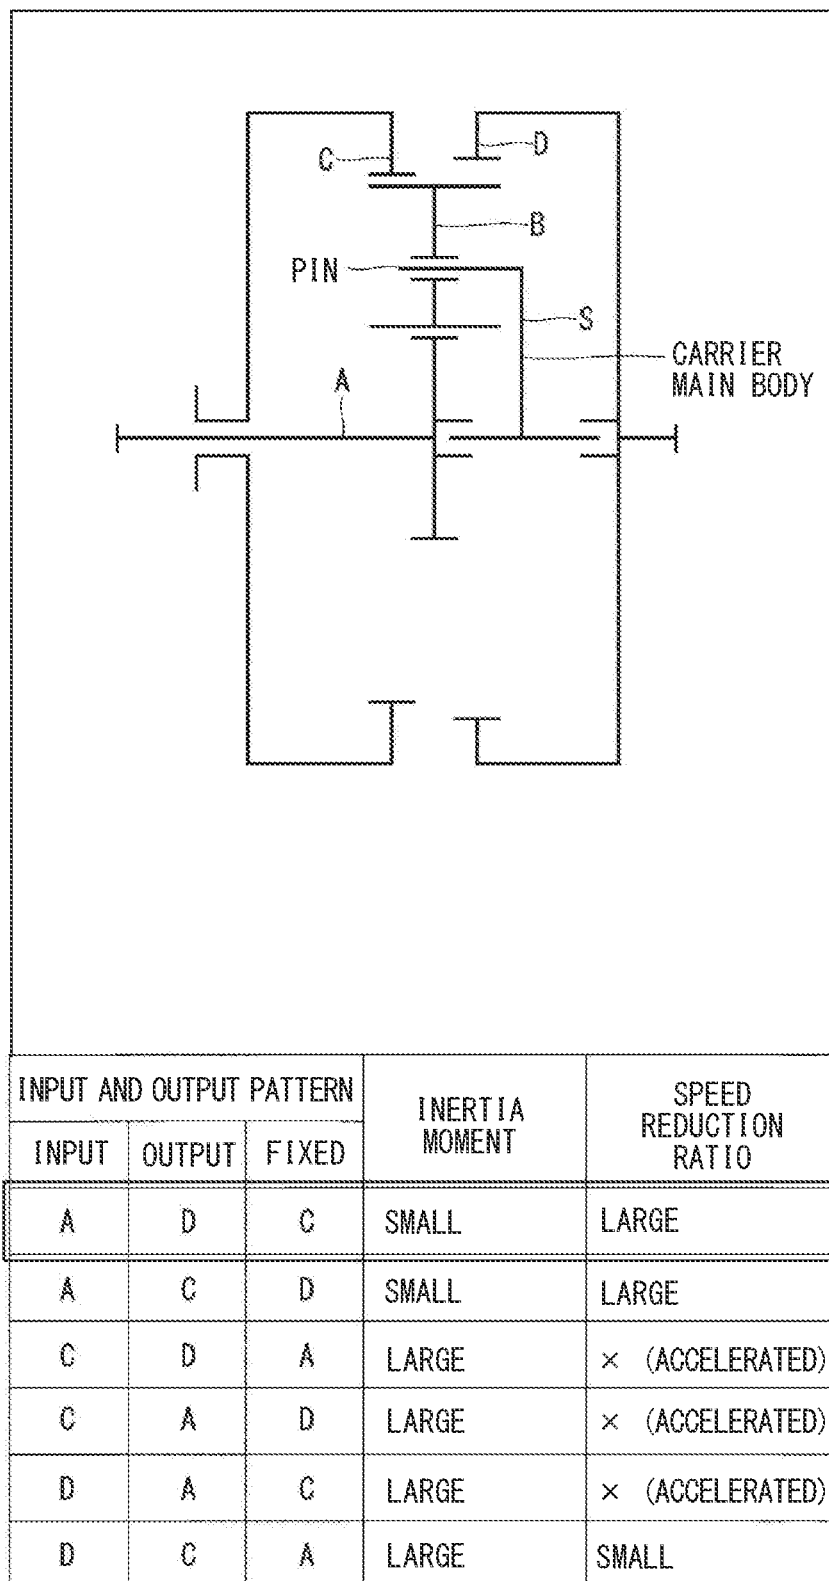 C
D
B
PIN
S
CARRIER
MAIN BODY
A
INPUT AND OUTPUT PATTERN
INERTIA
MOMENT
SPEED
REDUCTION
RATIO
INPUT OUTPUT FIXED
A D C SMALL LARGE
A C D SMALL LARGE
C D A LARGE × (ACCELERATED)
C A D LARGE × (ACCELERATED)
D A C LARGE × (ACCELERATED)
D C A LARGE SMALL